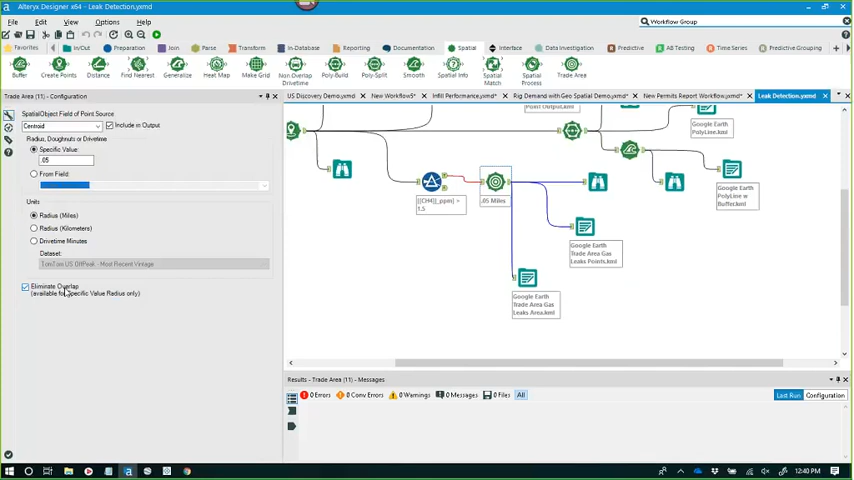 Alteryx Designer x64 - Leak Detection.yxmd
File Edit View Options Help
Workflow Group
Favorites In/Out Preparation Join Parse Transform In-Database Reporting Documentation Spatial Interface Data Investigation Predictive AB Testing Time Series Predictive Grouping
Buffer Create Points Distance Find Nearest Generalize Heat Map Make Grid Non Overlap Drivetime Poly-Build Poly-Split Smooth Spatial Info Spatial Match Spatial Process Trade Area
Trade Area (11) - Configuration
US Discovery Demo.yxmd New Workflow5* Infill Performance.yxmd* Rig Demand with Geo Spatial Demo.yxmd* New Permits Report Workflow.yxmd* Leak Detection.yxmd
SpatialObject Field of Point Source
Centroid Include in Output
Radius, Doughnuts or Drivetime
Specific Value:
.05
From Field:
Units
Radius (Miles)
Radius (Kilometers)
Drivetime Minutes
Dataset:
TomTom US OffPeak - Most Recent Vintage
Eliminate Overlap
(available for Specific Value Radius only)
Point Output.kml
Google Earth
PolyLine.kml
Google Earth
PolyLine w
Buffer.kml
[[CH4]_ppm] >
1.5
.05 Miles
Google Earth
Trade Area Gas
Leaks Points.kml
Google Earth
Trade Area Gas
Leaks Area.kml
Results - Trade Area (11) - Messages
0 Errors 0 Conv Errors 0 Warnings 0 Messages 0 Files All
Last Run Configuration
12:40 PM